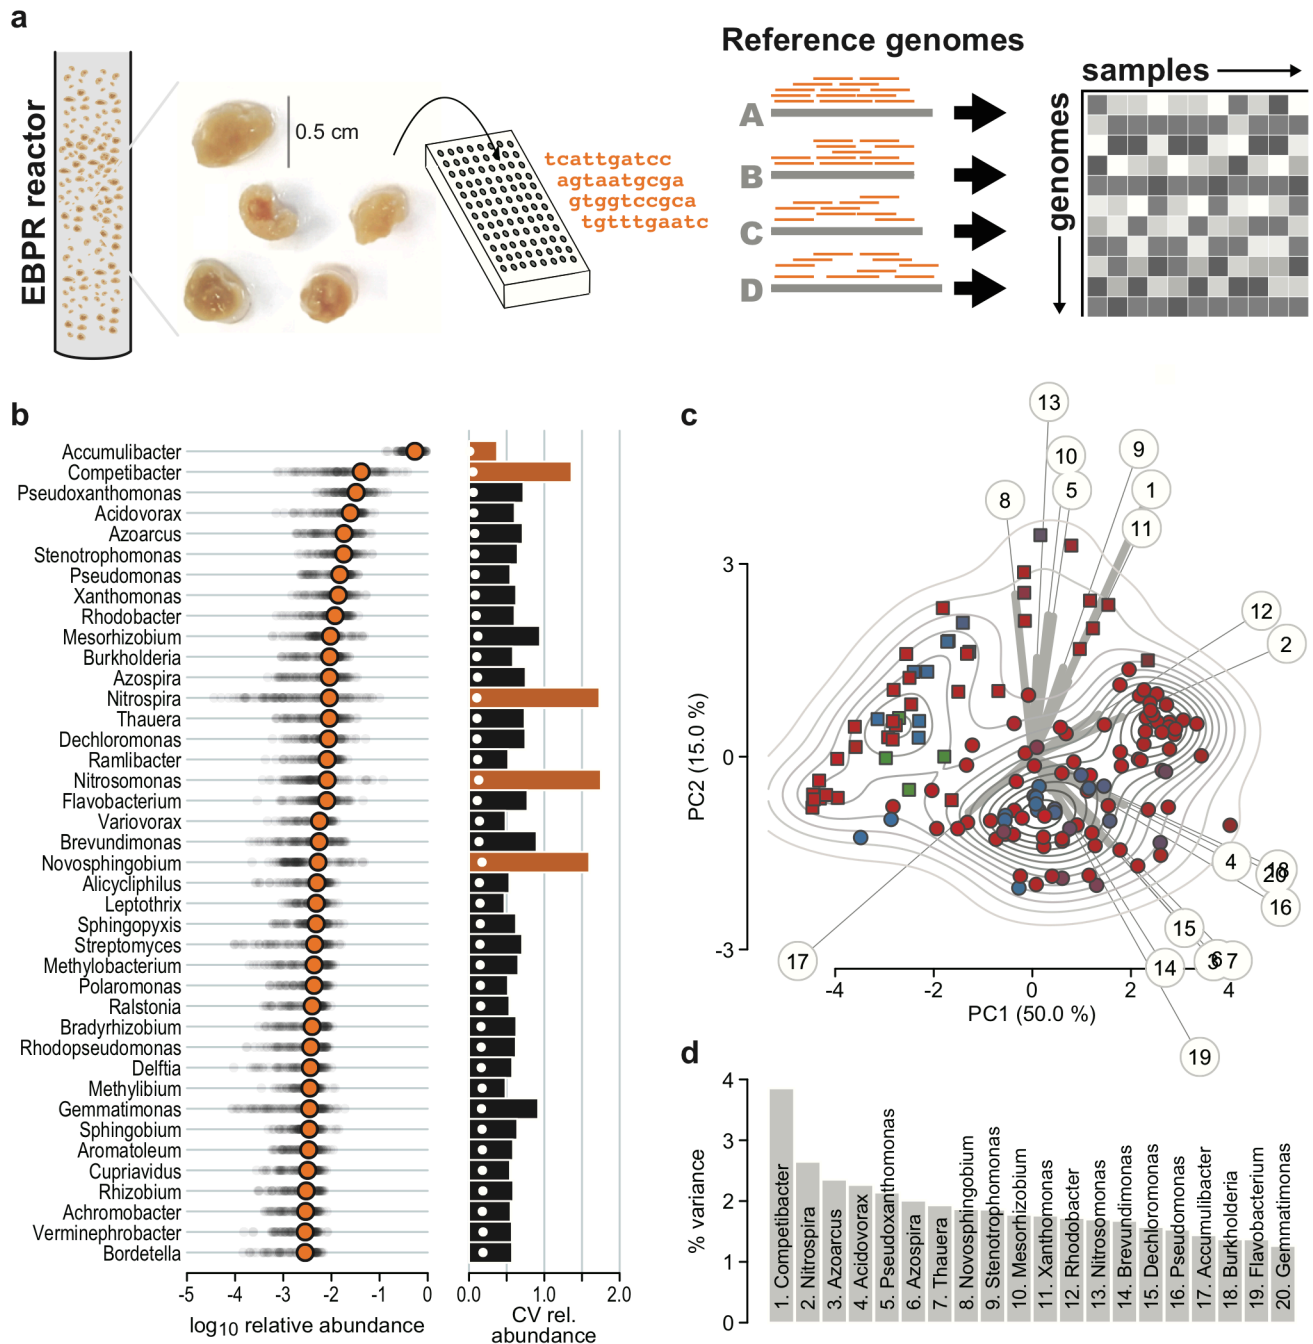 a
EBPR reactor
0.5 cm
tcattgatcc
agtaatgcga
gtggtccgca
tgtttgaatc
Reference genomes
A
B
C
D
samples
genomes
b
Accumulibacter
Competibacter
Pseudoxanthomonas
Acidovorax
Azoarcus
Stenotrophomonas
Pseudomonas
Xanthomonas
Rhodobacter
Mesorhizobium
Burkholderia
Azospira
Nitrospira
Thauera
Dechloromonas
Ramlibacter
Nitrosomonas
Flavobacterium
Variovorax
Brevundimonas
Novosphingobium
Alicycliphilus
Leptothrix
Sphingopyxis
Streptomyces
Methylobacterium
Polaromonas
Ralstonia
Bradyrhizobium
Rhodopseudomonas
Delftia
Methylibium
Gemmatimonas
Sphingobium
Aromatoleum
Cupriavidus
Rhizobium
Achromobacter
Verminephrobacter
Bordetella
-5 -4 -3 -2 -1 0
log10 relative abundance
0.0 1.0 2.0
CV rel.
abundance
c
13
10
9
8
5
1
11
12
2
3
0
-3
PC2 (15.0 %)
4
18
20
16
15
17
14
3
6
7
19
-4 -2 0 2 4
PC1 (50.0 %)
d
4
3
2
1
0
% variance
1. Competibacter
2. Nitrospira
3. Azoarcus
4. Acidovorax
5. Pseudoxanthomonas
6. Azospira
7. Thauera
8. Novosphingobium
9. Stenotrophomonas
10. Mesorhizobium
11. Xanthomonas
12. Rhodobacter
13. Nitrosomonas
14. Brevundimonas
15. Dechloromonas
16. Pseudomonas
17. Accumulibacter
18. Burkholderia
19. Flavobacterium
20. Gemmatimonas